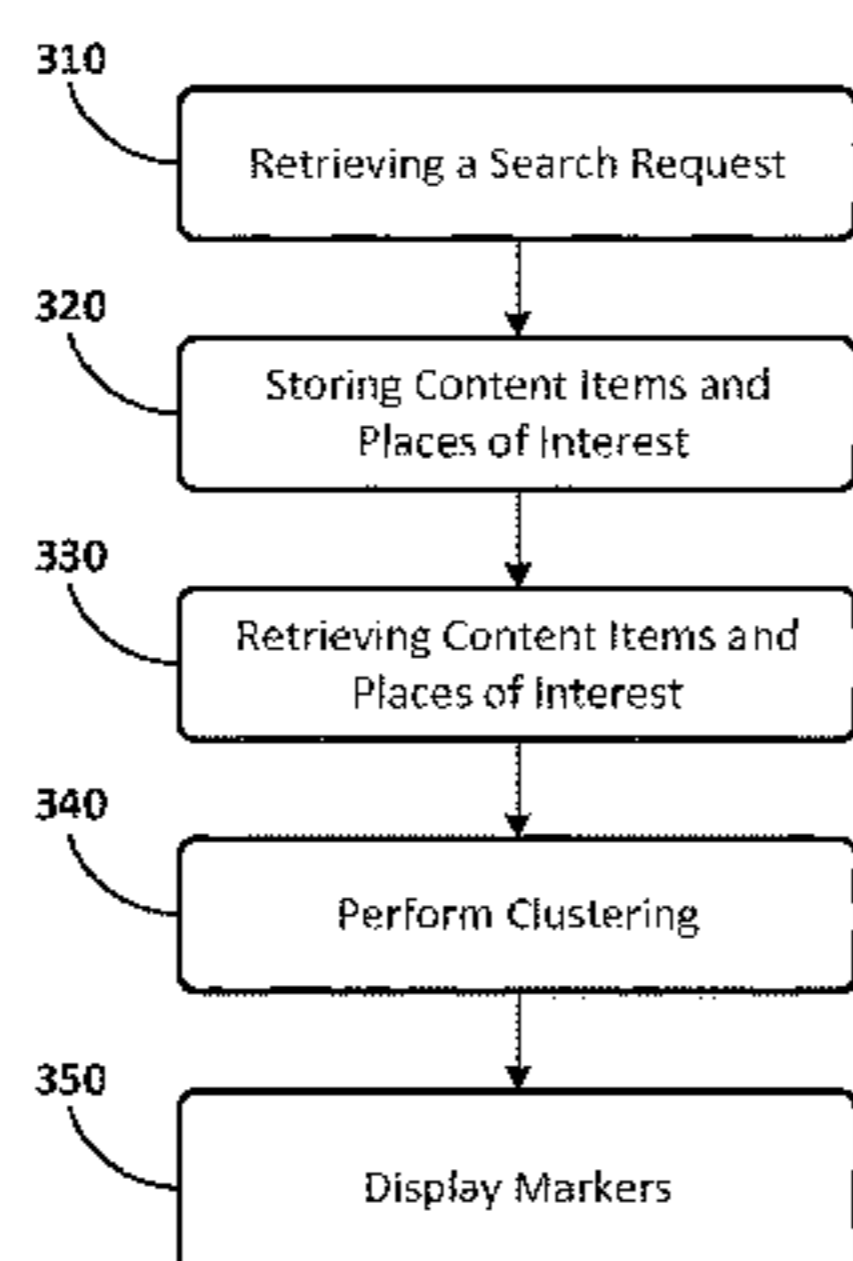 310
Retrieving a Search Request
320
Storing Content Items and
Places of Interest
330
Retrieving Content Items and
Places of Interest
340
Perform Clustering
350
Display Markers